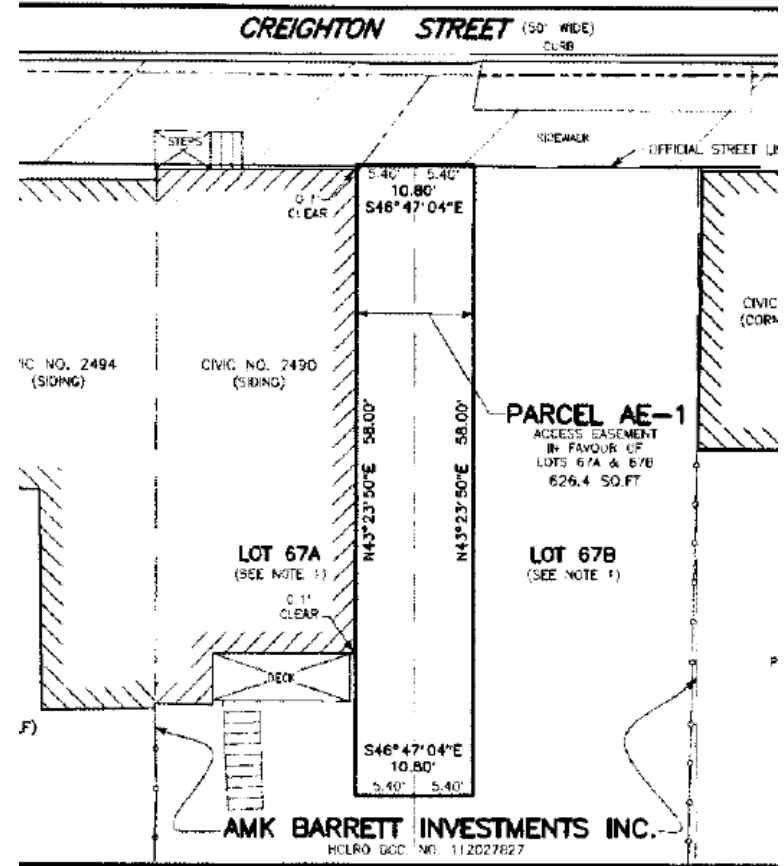 CREIGHTON STREET (50' WIDE)
CURB
STEPS
SIDEWALK
OFFICIAL STREET LI
5.40' 5.40'
10.80'
S46°47'04"E
0.1'
CLEAR
CIVIC
(COR
IC NO. 2494
(SIDING)
CIVIC NO. 2490
(SIDING)
N43°23'50"E 58.00'
N43°23'50"E 58.00'
PARCEL AE-1
ACCESS EASEMENT
IN FAVOUR OF
LOTS 67A & 67B
626.4 SQ.FT
LOT 67A
(SEE NOTE 1)
LOT 67B
(SEE NOTE 1)
0.1'
CLEAR
DECK
P
F)
S46°47'04"E
10.80'
5.40' 5.40'
AMK BARRETT INVESTMENTS INC.
HCLRO DOC. NO. 112027827